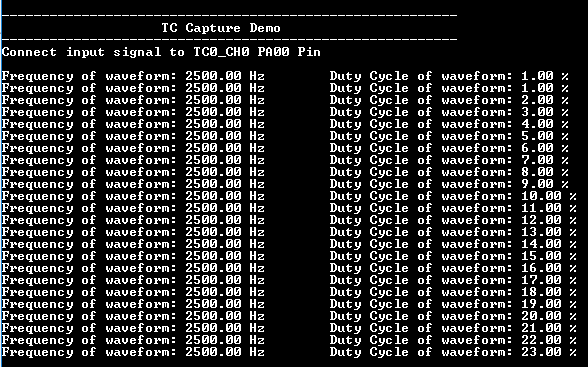 --------------------------------------------------------
TC Capture Demo
--------------------------------------------------------
Connect input signal to TC0_CH0 PA00 Pin
Frequency of waveform: 2500.00 Hz Duty Cycle of waveform: 1.00 %
Frequency of waveform: 2500.00 Hz Duty Cycle of waveform: 1.00 %
Frequency of waveform: 2500.00 Hz Duty Cycle of waveform: 2.00 %
Frequency of waveform: 2500.00 Hz Duty Cycle of waveform: 3.00 %
Frequency of waveform: 2500.00 Hz Duty Cycle of waveform: 4.00 %
Frequency of waveform: 2500.00 Hz Duty Cycle of waveform: 5.00 %
Frequency of waveform: 2500.00 Hz Duty Cycle of waveform: 6.00 %
Frequency of waveform: 2500.00 Hz Duty Cycle of waveform: 7.00 %
Frequency of waveform: 2500.00 Hz Duty Cycle of waveform: 8.00 %
Frequency of waveform: 2500.00 Hz Duty Cycle of waveform: 9.00 %
Frequency of waveform: 2500.00 Hz Duty Cycle of waveform: 10.00 %
Frequency of waveform: 2500.00 Hz Duty Cycle of waveform: 11.00 %
Frequency of waveform: 2500.00 Hz Duty Cycle of waveform: 12.00 %
Frequency of waveform: 2500.00 Hz Duty Cycle of waveform: 13.00 %
Frequency of waveform: 2500.00 Hz Duty Cycle of waveform: 14.00 %
Frequency of waveform: 2500.00 Hz Duty Cycle of waveform: 15.00 %
Frequency of waveform: 2500.00 Hz Duty Cycle of waveform: 16.00 %
Frequency of waveform: 2500.00 Hz Duty Cycle of waveform: 17.00 %
Frequency of waveform: 2500.00 Hz Duty Cycle of waveform: 18.00 %
Frequency of waveform: 2500.00 Hz Duty Cycle of waveform: 19.00 %
Frequency of waveform: 2500.00 Hz Duty Cycle of waveform: 20.00 %
Frequency of waveform: 2500.00 Hz Duty Cycle of waveform: 21.00 %
Frequency of waveform: 2500.00 Hz Duty Cycle of waveform: 22.00 %
Frequency of waveform: 2500.00 Hz Duty Cycle of waveform: 23.00 %